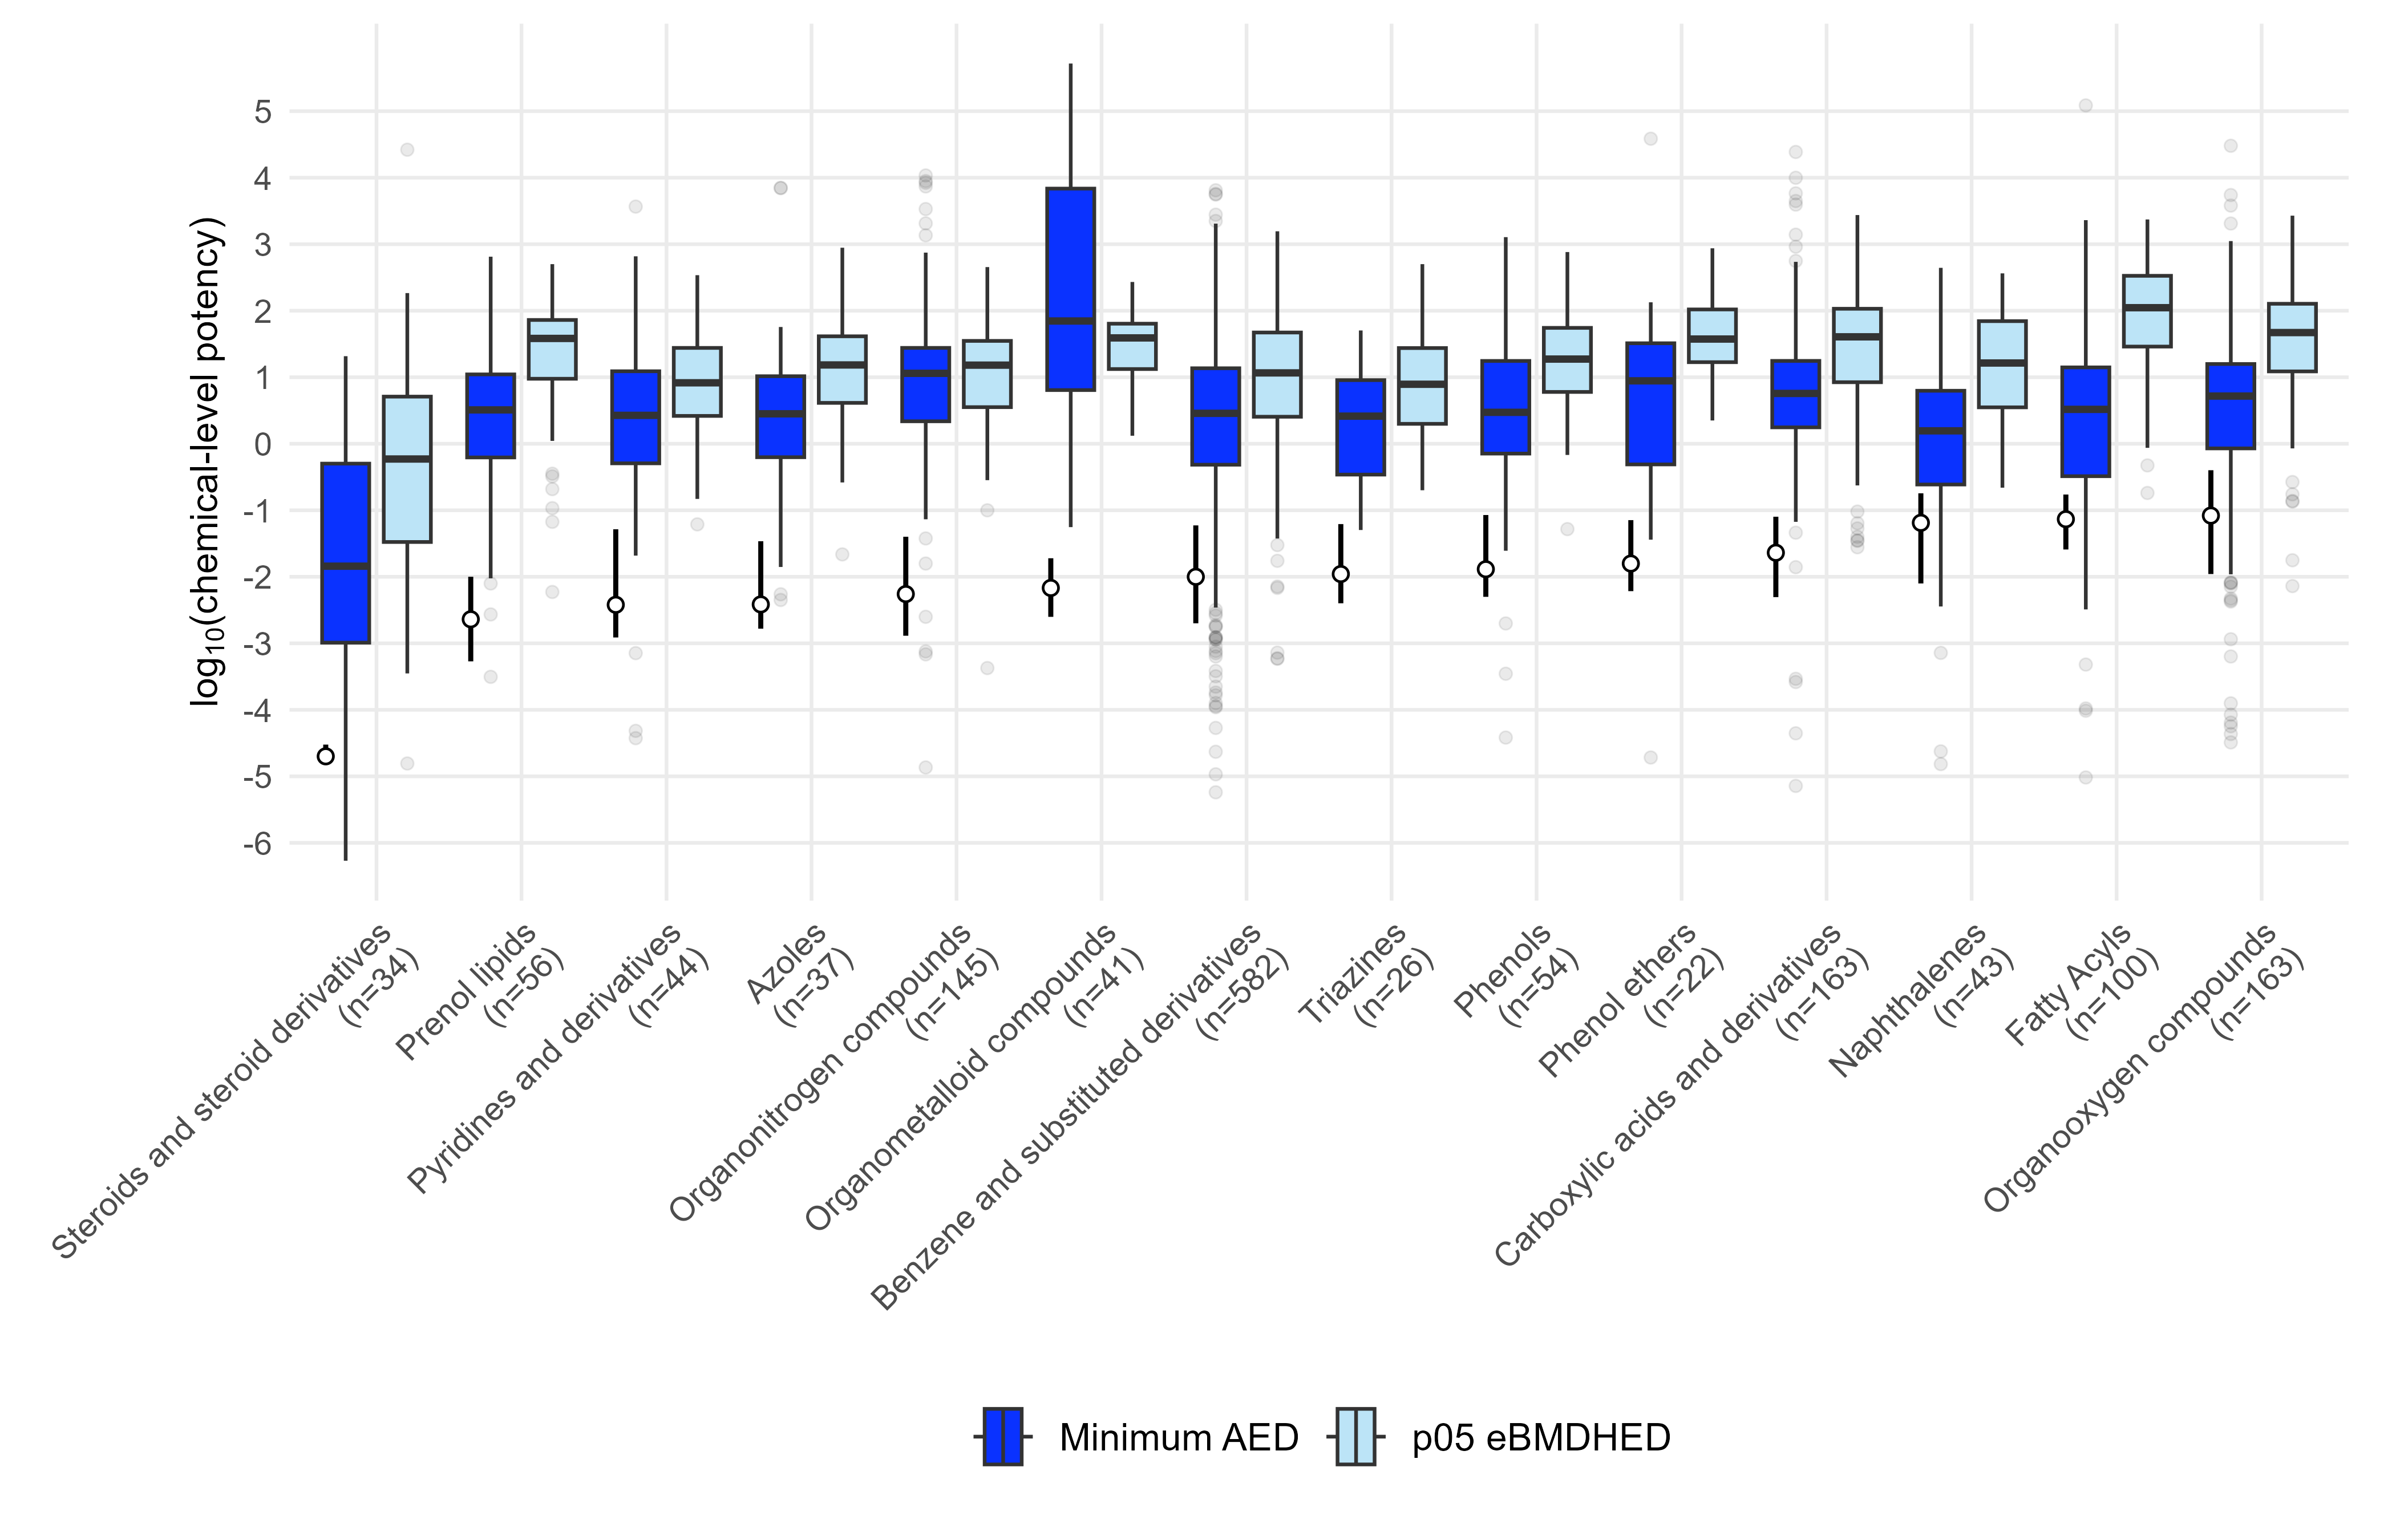 log10(chemical-level potency)
5
4
3
2
1
0
-1
-2
-3
-4
-5
-6
Steroids and steroid derivatives
(n=34)
Prenol lipids
(n=56)
Pyridines and derivatives
(n=44)
Azoles
(n=37)
Organonitrogen compounds
(n=145)
Organometalloid compounds
(n=41)
Benzene and substituted derivatives
(n=582)
Triazines
(n=26)
Phenols
(n=54)
Phenol ethers
(n=22)
Carboxylic acids and derivatives
(n=163)
Naphthalenes
(n=43)
Fatty Acyls
(n=100)
Organooxygen compounds
(n=163)
Minimum AED
p05 eBMDHED